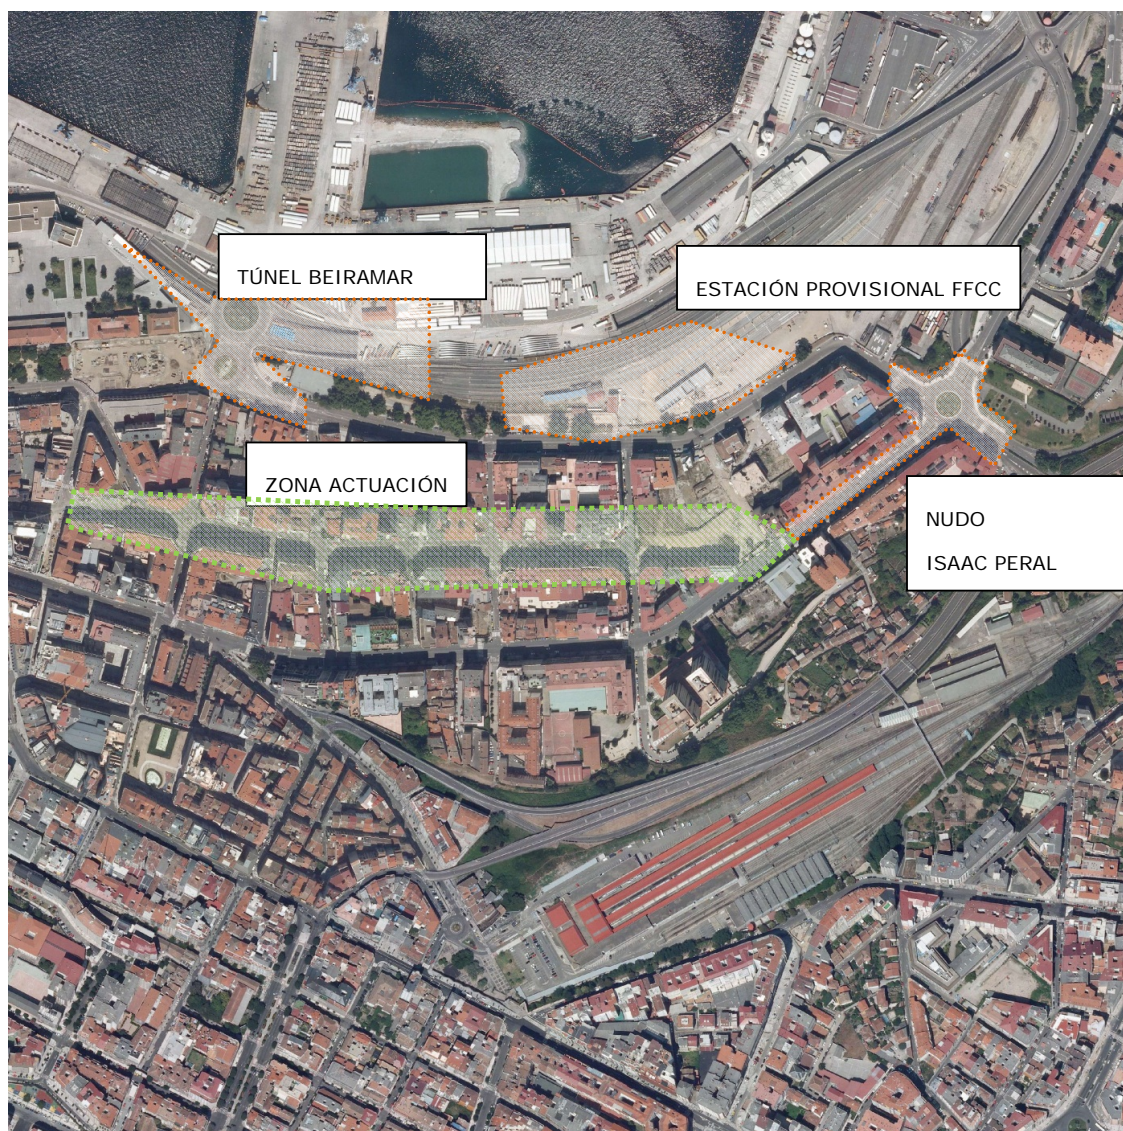 TÚNEL BEIRAMAR
ESTACIÓN PROVISIONAL FFCC
ZONA ACTUACIÓN
NUDO
ISAAC PERAL